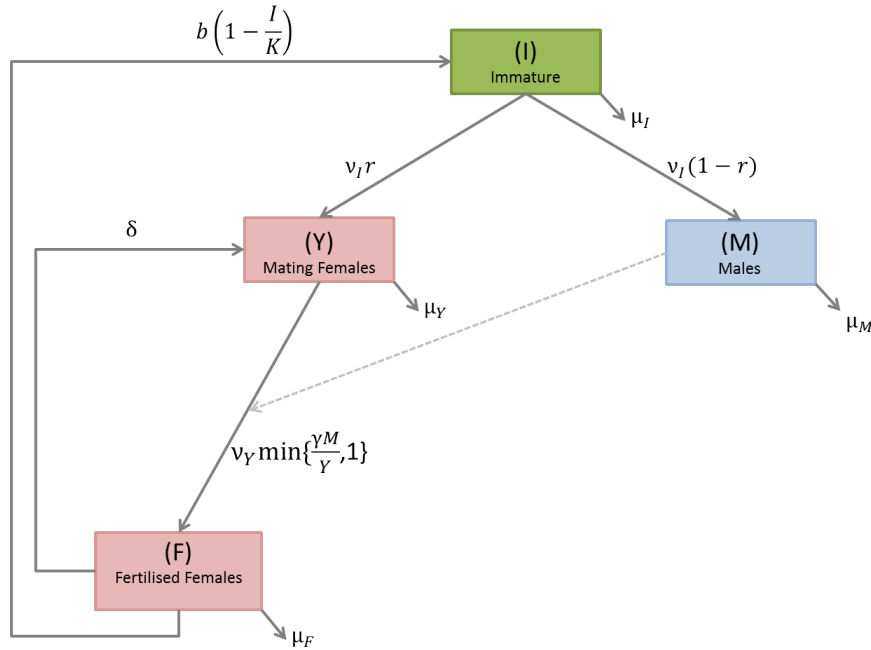 b(1 − I/K)
(I)
Immature
μ_I
ν_I r
ν_I(1 − r)
δ
(Y)
Mating Females
(M)
Males
μ_Y
μ_M
ν_Y min{γM/Y,1}
(F)
Fertilised Females
μ_F